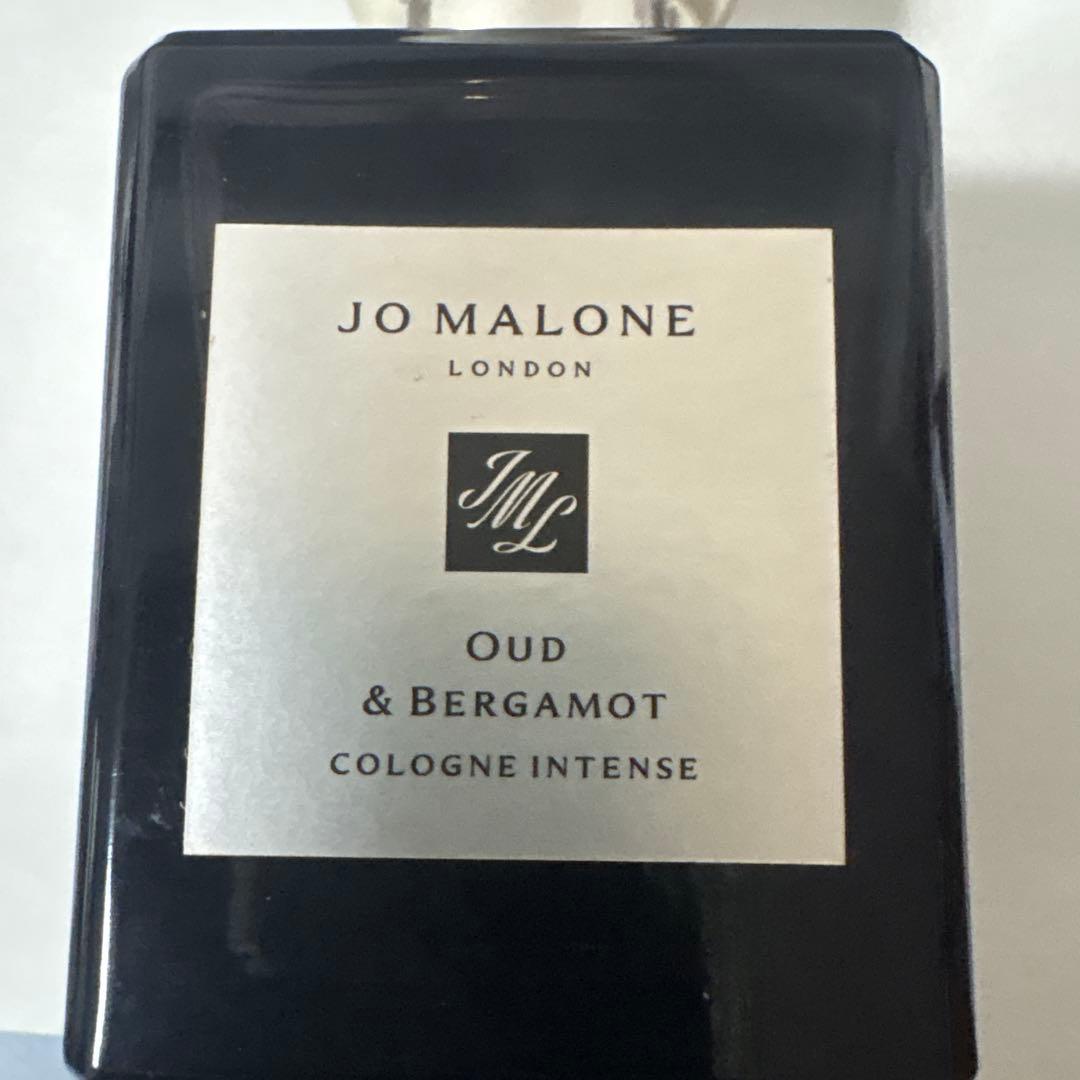 JO MALONE
LONDON
JML
OUD
& BERGAMOT
COLOGNE INTENSE